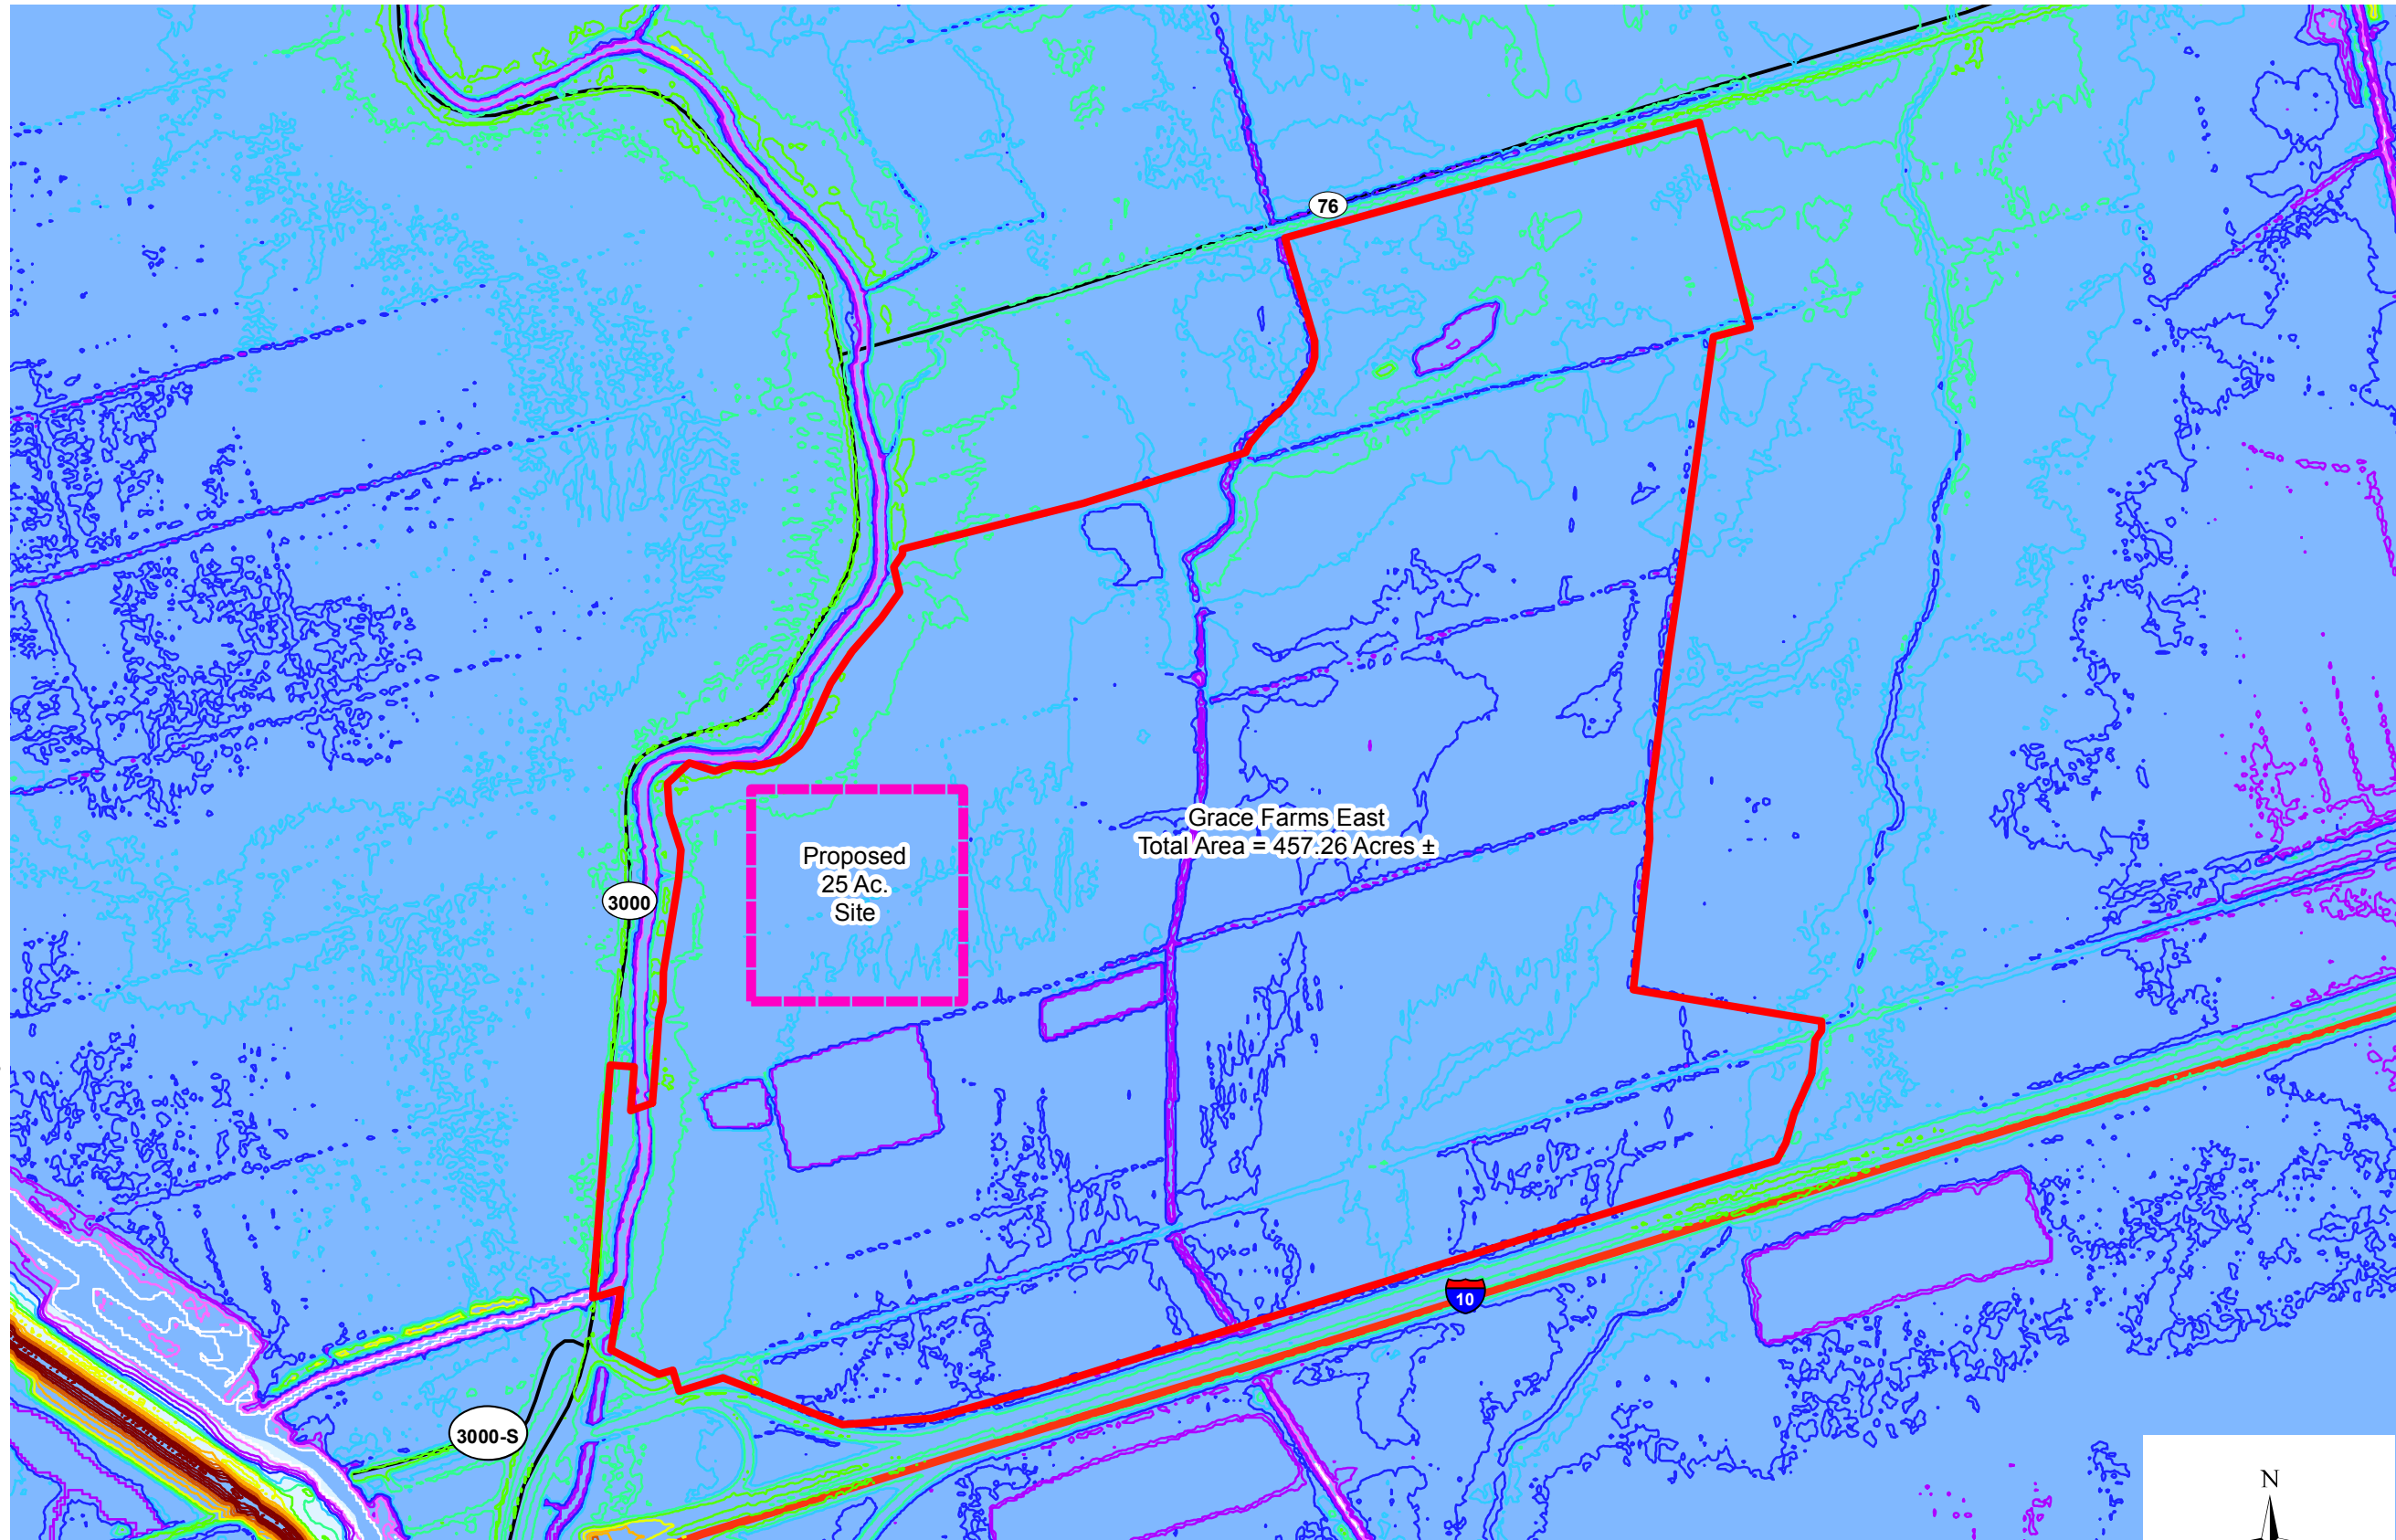 76
Grace Farms East
Total Area = 457.26 Acres ±
Proposed
25 Ac.
Site
3000
10
3000-S
N